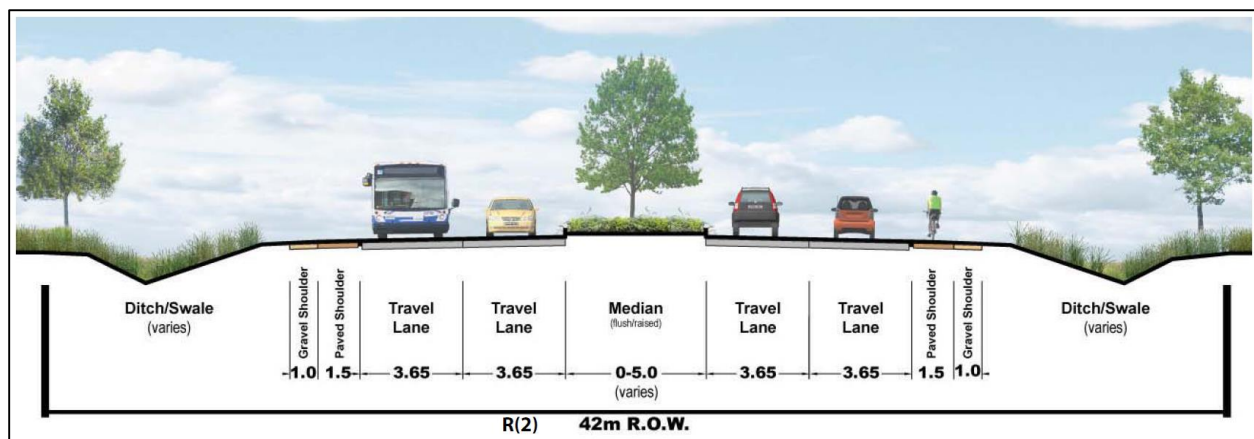 Ditch/Swale
(varies)
Gravel Shoulder
Paved Shoulder
Travel
Lane
Travel
Lane
Median
(flush/raised)
Travel
Lane
Travel
Lane
Paved Shoulder
Gravel Shoulder
Ditch/Swale
(varies)
1.0 1.5 3.65 3.65 0-5.0 3.65 3.65 1.5 1.0
(varies)
R(2) 42m R.O.W.